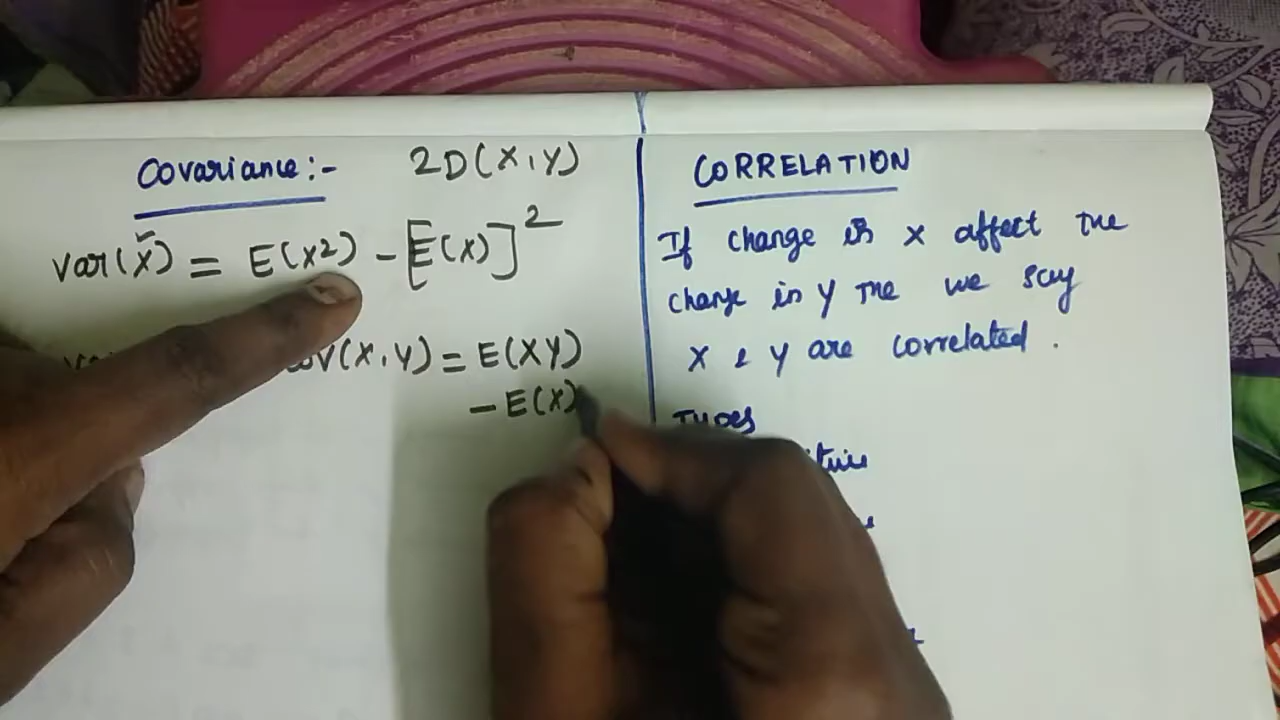 Covariance:- 2D(X,Y)
var(X) = E(X2) - [E(X)]2
ov(X,Y) = E(XY)
- E(X)
CORRELATION
If change in X affect the
change in Y the we say
X & Y are correlated.
Types